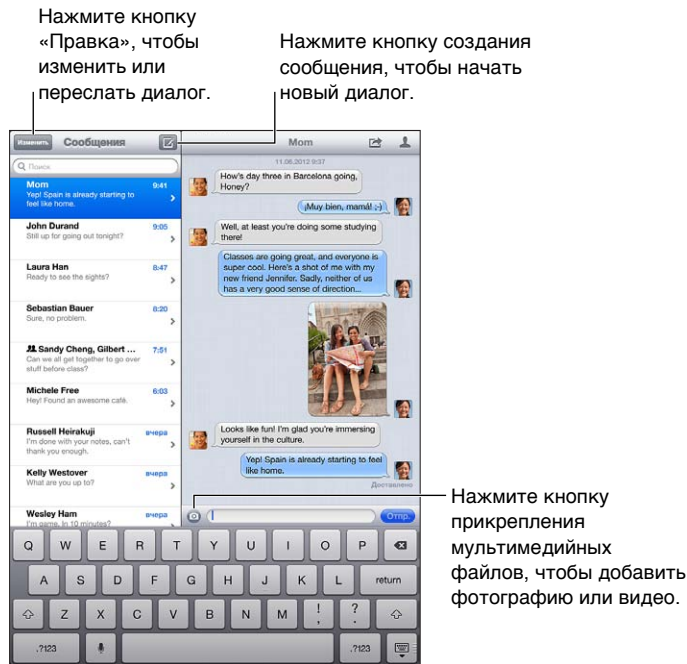 Нажмите кнопку
«Правка», чтобы
изменить или
переслать диалог.
Нажмите кнопку создания
сообщения, чтобы начать
новый диалог.
Изменить
Сообщения
Mom
Поиск
Mom 9:41
Yep! Spain is already starting to
feel like home.
John Durand 9:05
Still up for going out tonight?
Laura Han 8:47
Ready to see the sights?
Sebastian Bauer 8:20
Sure, no problem.
Sandy Cheng, Gilbert ... 7:51
Can we all get together to go over
stuff before class?
Michele Free 6:03
Hey! Found an awesome café.
Russell Heirakuji вчера
I'm done with your notes, can't
thank you enough.
Kelly Westover вчера
What are you up to?
Wesley Ham вчера
I'm game. In 10 minutes?
11.06.2012 9:37
How's day three in Barcelona going,
Honey?
¡Muy bien, mamá! ;-)
Well, at least you're doing some studying
there!
Classes are going great, and everyone is
super cool. Here's a shot of me with my
new friend Jennifer. Sadly, neither of us
has a very good sense of direction...
Looks like fun! I'm glad you're immersing
yourself in the culture.
Yep! Spain is already starting to feel
like home.
Доставлено
Отпр.
Нажмите кнопку
прикрепления
мультимедийных
файлов, чтобы добавить
фотографию или видео.
Q W E R T Y U I O P
A S D F G H J K L return
Z X C V B N M ! , ? .
.?123 .?123